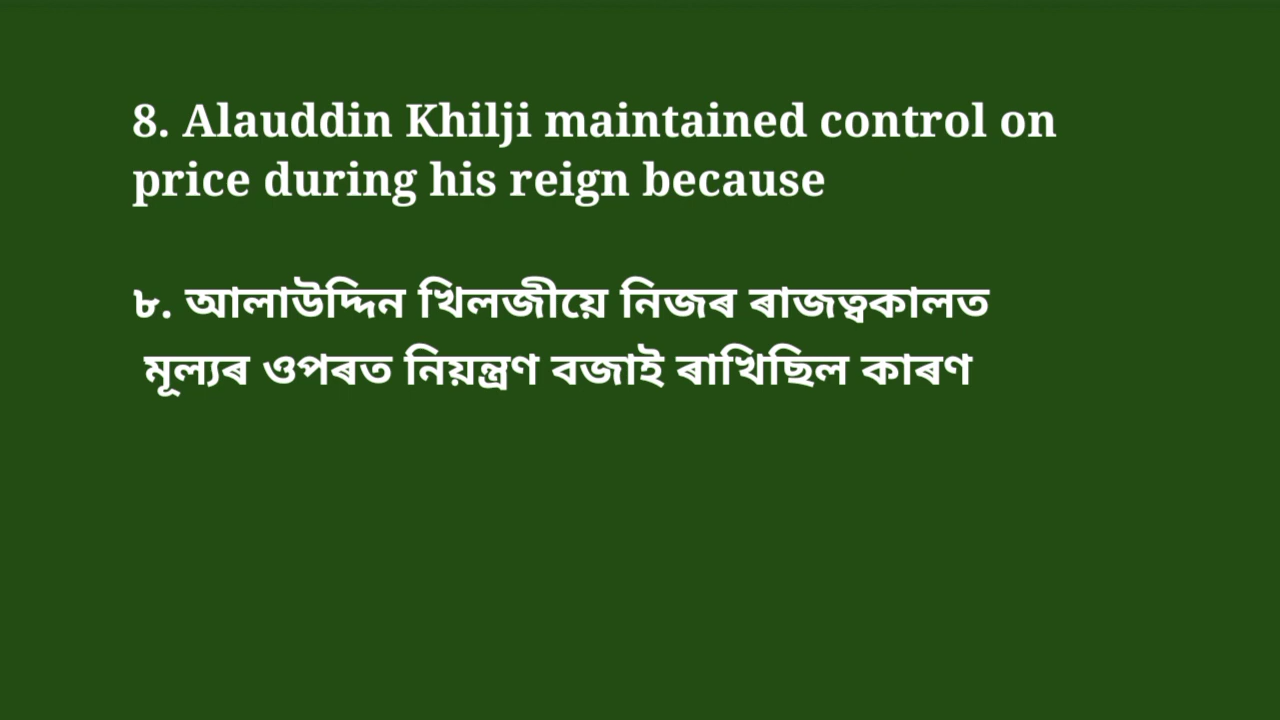 8. Alauddin Khilji maintained control on
price during his reign because
৮. আলাউদ্দিন খিলজীয়ে নিজৰ ৰাজত্বকালত
মূল্যৰ ওপৰত নিয়ন্ত্ৰণ বজাই ৰাখিছিল কাৰণ